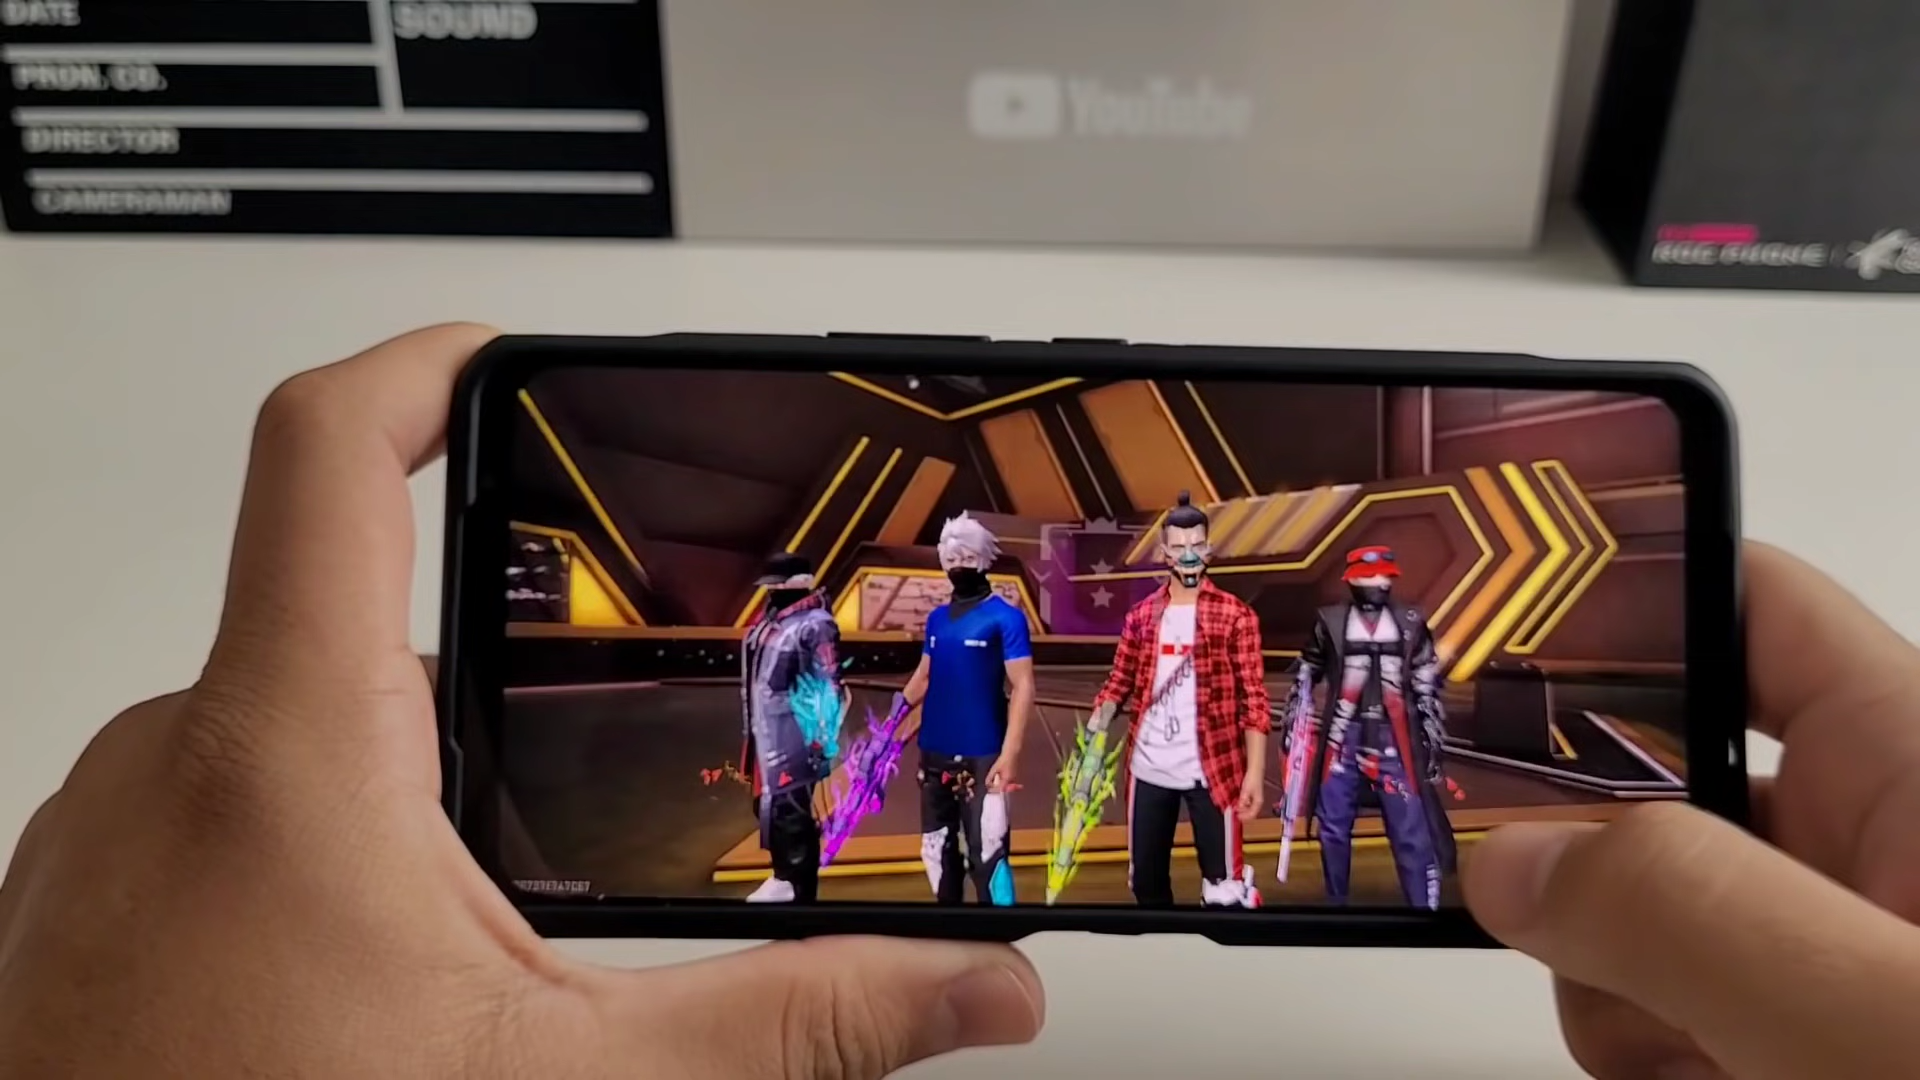 DATE
SOUND
PROD. CO.
DIRECTOR
CAMERAMAN
YouTube
ROG PHONE